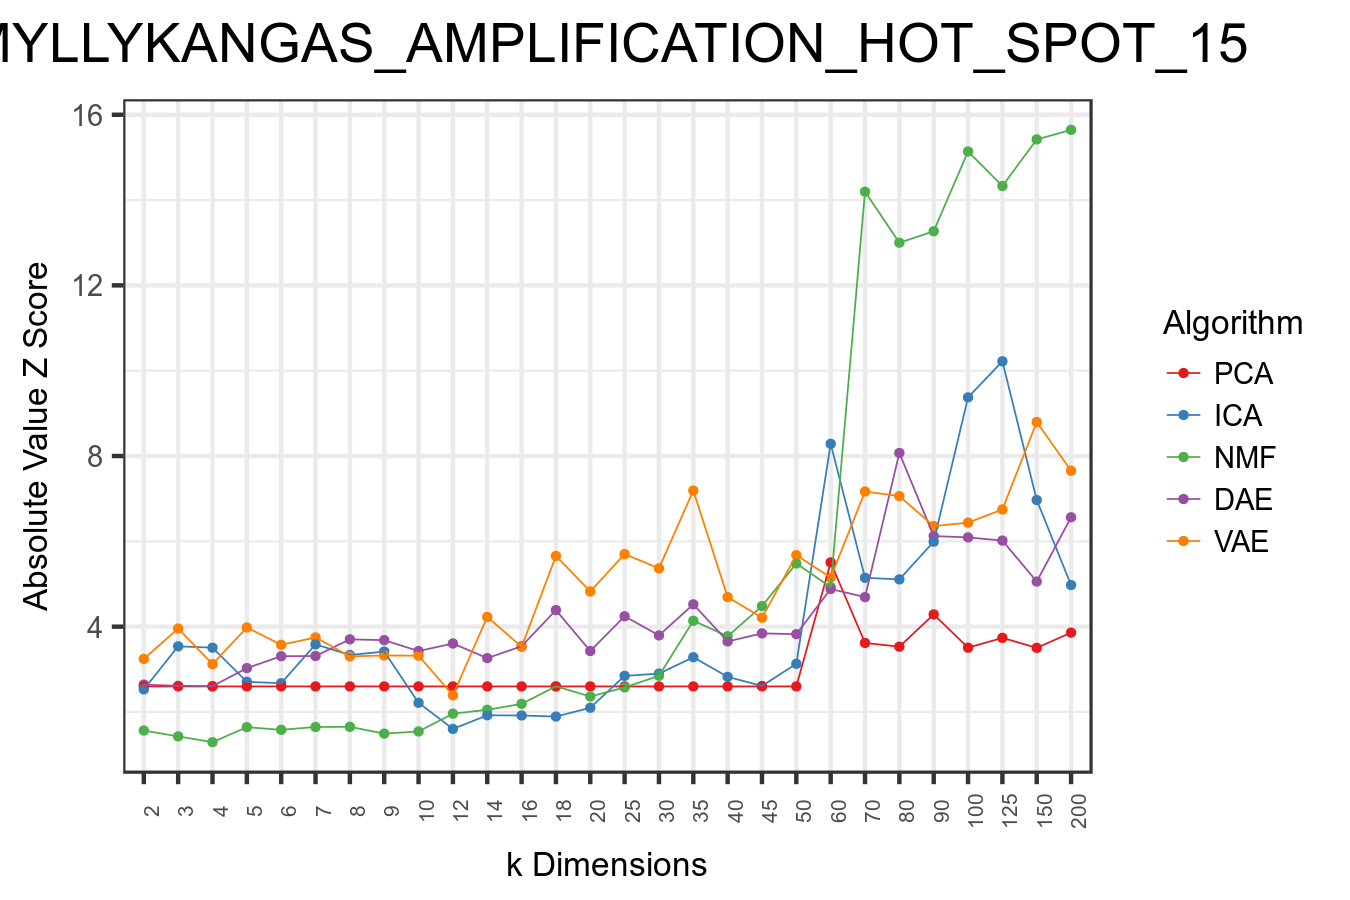 MYLLYKANGAS_AMPLIFICATION_HOT_SPOT_15
16
12
8
4
Absolute Value Z Score
2 3 4 5 6 7 8 9 10 12 14 16 18 20 25 30 35 40 45 50 60 70 80 90 100 125 150 200
k Dimensions
Algorithm
PCA
ICA
NMF
DAE
VAE